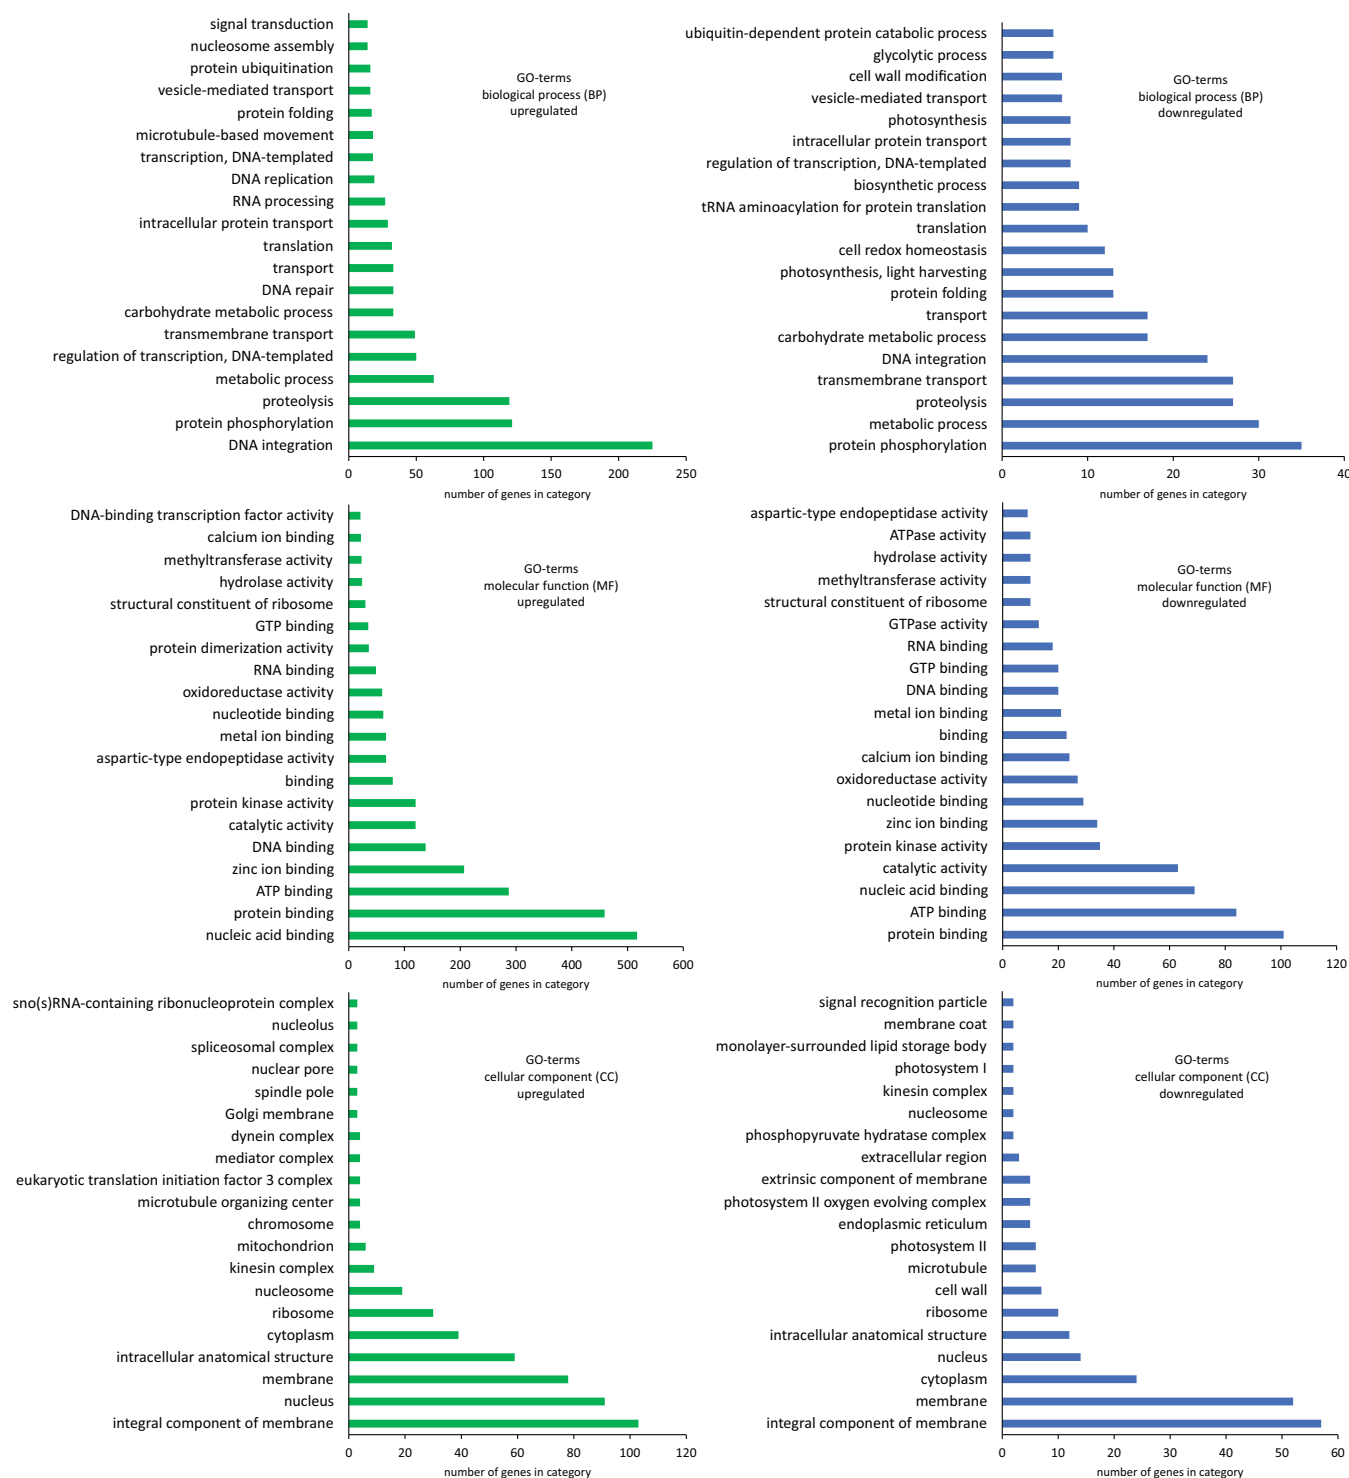 signal transduction
nucleosome assembly
protein ubiquitination
vesicle-mediated transport
protein folding
microtubule-based movement
transcription, DNA-templated
DNA replication
RNA processing
intracellular protein transport
translation
transport
DNA repair
carbohydrate metabolic process
transmembrane transport
regulation of transcription, DNA-templated
metabolic process
proteolysis
protein phosphorylation
DNA integration
GO-terms
biological process (BP)
upregulated
0 50 100 150 200 250
number of genes in category
ubiquitin-dependent protein catabolic process
glycolytic process
cell wall modification
vesicle-mediated transport
photosynthesis
intracellular protein transport
regulation of transcription, DNA-templated
biosynthetic process
tRNA aminoacylation for protein translation
translation
cell redox homeostasis
photosynthesis, light harvesting
protein folding
transport
carbohydrate metabolic process
DNA integration
transmembrane transport
proteolysis
metabolic process
protein phosphorylation
GO-terms
biological process (BP)
downregulated
0 10 20 30 40
number of genes in category
DNA-binding transcription factor activity
calcium ion binding
methyltransferase activity
hydrolase activity
structural constituent of ribosome
GTP binding
protein dimerization activity
RNA binding
oxidoreductase activity
nucleotide binding
metal ion binding
aspartic-type endopeptidase activity
binding
protein kinase activity
catalytic activity
DNA binding
zinc ion binding
ATP binding
protein binding
nucleic acid binding
GO-terms
molecular function (MF)
upregulated
0 100 200 300 400 500 600
number of genes in category
aspartic-type endopeptidase activity
ATPase activity
hydrolase activity
methyltransferase activity
structural constituent of ribosome
GTPase activity
RNA binding
GTP binding
DNA binding
metal ion binding
binding
calcium ion binding
oxidoreductase activity
nucleotide binding
zinc ion binding
protein kinase activity
catalytic activity
nucleic acid binding
ATP binding
protein binding
GO-terms
molecular function (MF)
downregulated
0 20 40 60 80 100 120
number of genes in category
sno(s)RNA-containing ribonucleoprotein complex
nucleolus
spliceosomal complex
nuclear pore
spindle pole
Golgi membrane
dynein complex
mediator complex
eukaryotic translation initiation factor 3 complex
microtubule organizing center
chromosome
mitochondrion
kinesin complex
nucleosome
ribosome
cytoplasm
intracellular anatomical structure
membrane
nucleus
integral component of membrane
GO-terms
cellular component (CC)
upregulated
0 20 40 60 80 100 120
number of genes in category
signal recognition particle
membrane coat
monolayer-surrounded lipid storage body
photosystem I
kinesin complex
nucleosome
phosphopyruvate hydratase complex
extracellular region
extrinsic component of membrane
photosystem II oxygen evolving complex
endoplasmic reticulum
photosystem II
microtubule
cell wall
ribosome
intracellular anatomical structure
nucleus
cytoplasm
membrane
integral component of membrane
GO-terms
cellular component (CC)
downregulated
0 10 20 30 40 50 60
number of genes in category